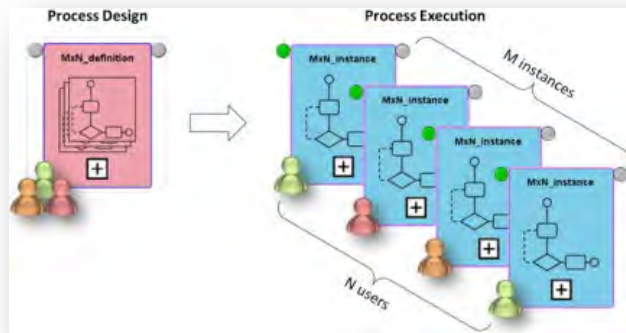 Process Design
Process Execution
MxN_definition
MxN_instance
MxN_instance
MxN_instance
MxN_instance
M instances
N users